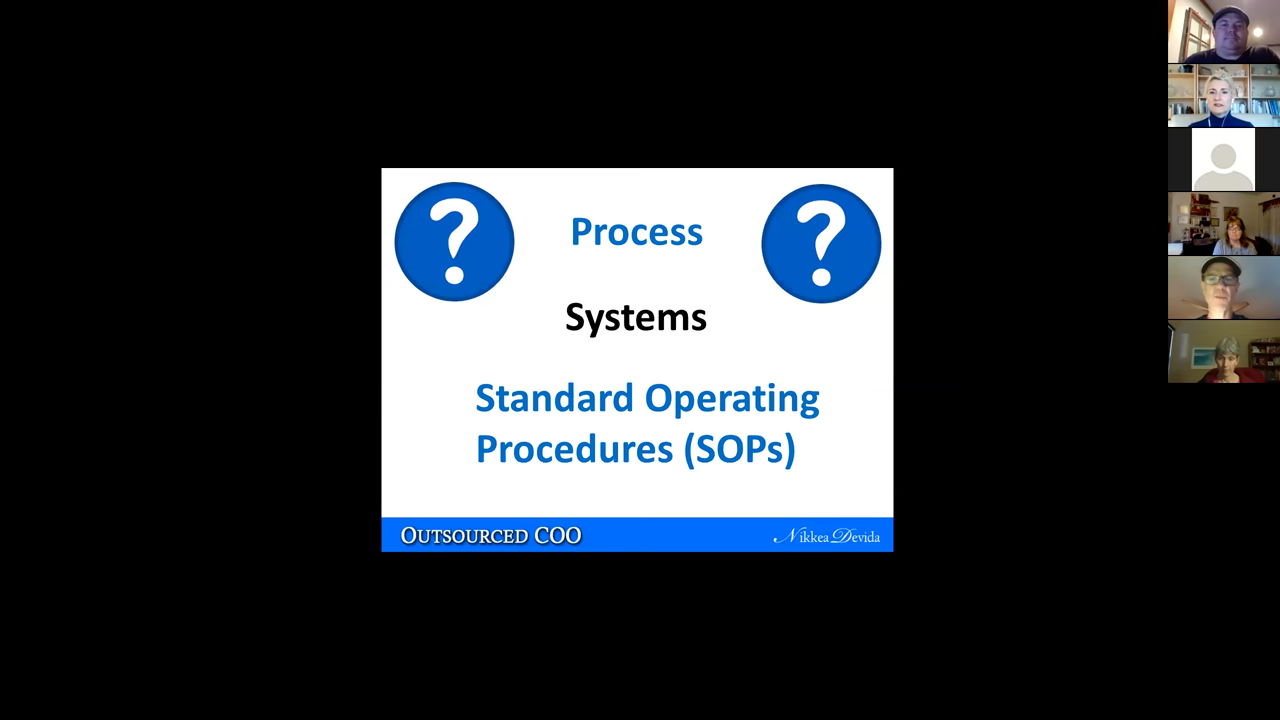 ?
?
Process
Systems
Standard Operating
Procedures (SOPs)
OUTSOURCED COO
Nikkea Devida